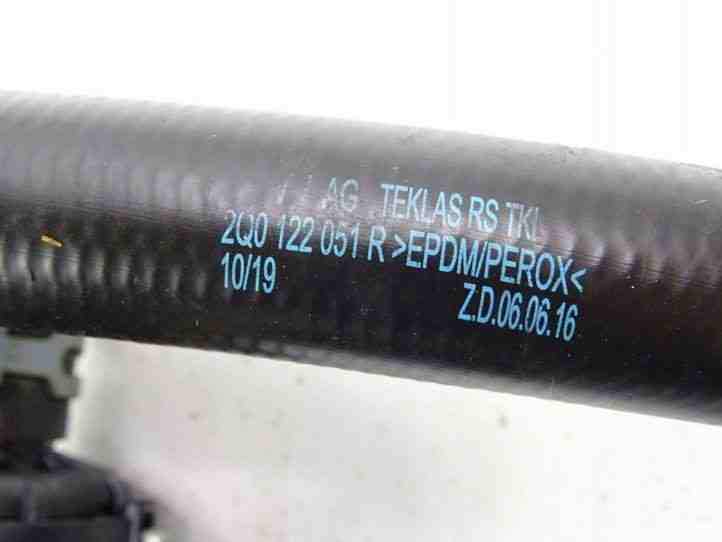 AG TEKLAS RS TKL
2Q0 122 051 R >EPDM/PEROX<
10/19 Z.D.06.06.16